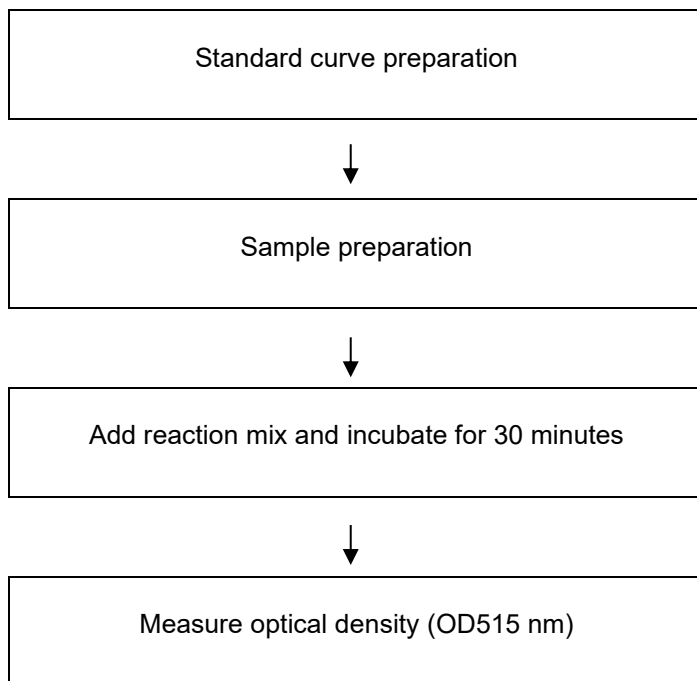 Standard curve preparation
Sample preparation
Add reaction mix and incubate for 30 minutes
Measure optical density (OD515 nm)